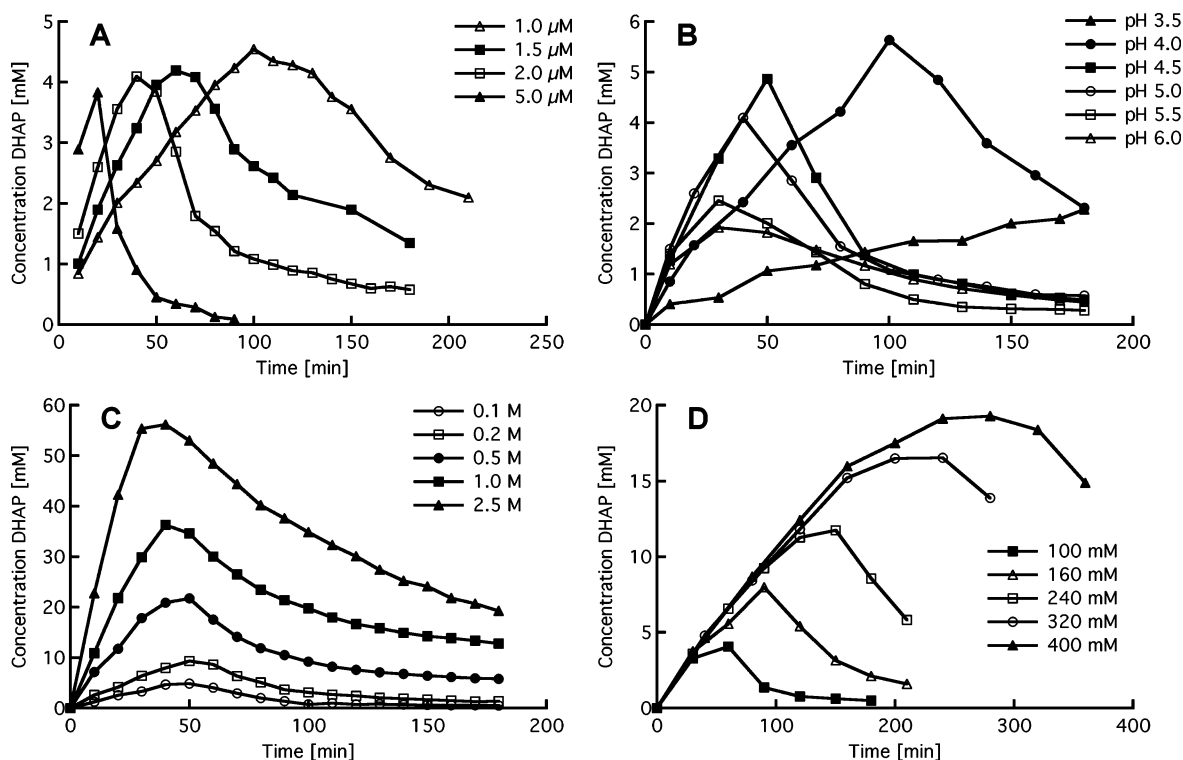 A
1.0 µM
1.5 µM
2.0 µM
5.0 µM
Concentration DHAP [mM]
5
4
3
2
1
0
0 50 100 150 200 250
Time [min]
B
pH 3.5
pH 4.0
pH 4.5
pH 5.0
pH 5.5
pH 6.0
Concentration DHAP [mM]
6
5
4
3
2
1
0
0 50 100 150 200
Time [min]
C
0.1 M
0.2 M
0.5 M
1.0 M
2.5 M
Concentration DHAP [mM]
60
50
40
30
20
10
0
0 50 100 150 200
Time [min]
D
100 mM
160 mM
240 mM
320 mM
400 mM
Concentration DHAP [mM]
20
15
10
5
0
0 100 200 300 400
Time [min]